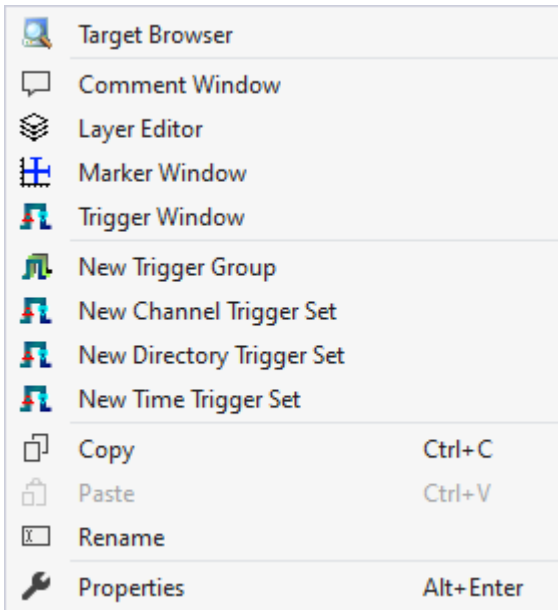 Target Browser
Comment Window
Layer Editor
Marker Window
Trigger Window
New Trigger Group
New Channel Trigger Set
New Directory Trigger Set
New Time Trigger Set
Copy Ctrl+C
Paste Ctrl+V
Rename
Properties Alt+Enter